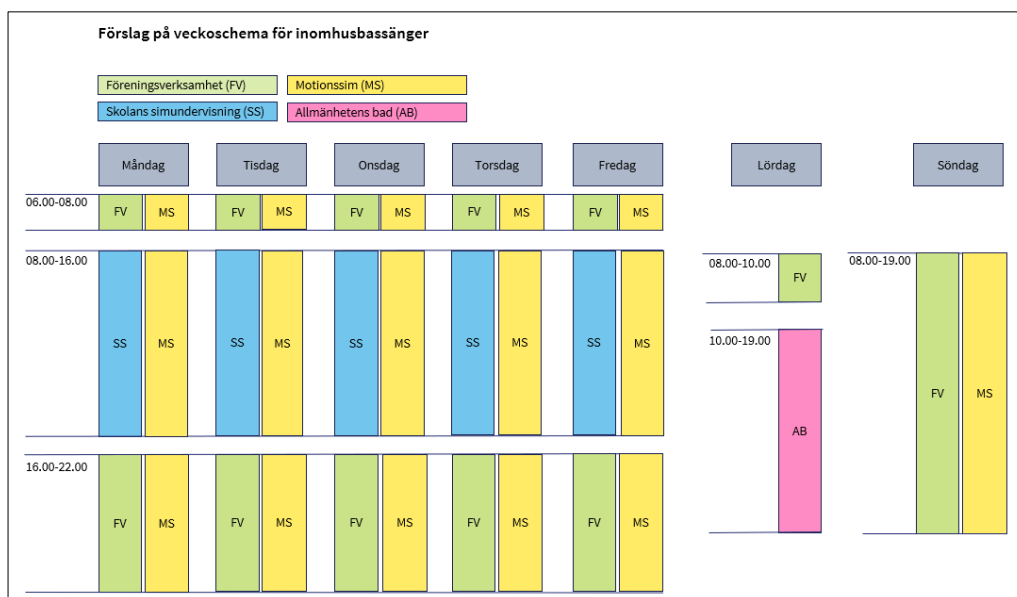 Förslag på veckoschema för inomhusbassänger
Föreningsverksamhet (FV) Motionssim (MS)
Skolans simundervisning (SS) Allmänhetens bad (AB)
Måndag Tisdag Onsdag Torsdag Fredag Lördag Söndag
06.00-08.00
FV MS FV MS FV MS FV MS FV MS
08.00-16.00 08.00-10.00 08.00-19.00
FV
SS MS SS MS SS MS SS MS SS MS 10.00-19.00
FV MS
AB
16.00-22.00
FV MS FV MS FV MS FV MS FV MS